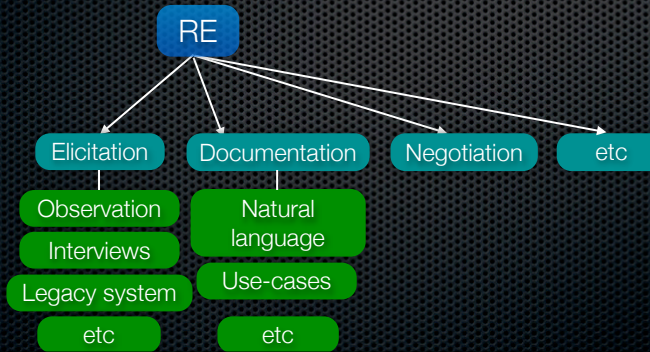 RE
Elicitation
Documentation
Negotiation
etc
Observation
Interviews
Legacy system
etc
Natural
language
Use-cases
etc